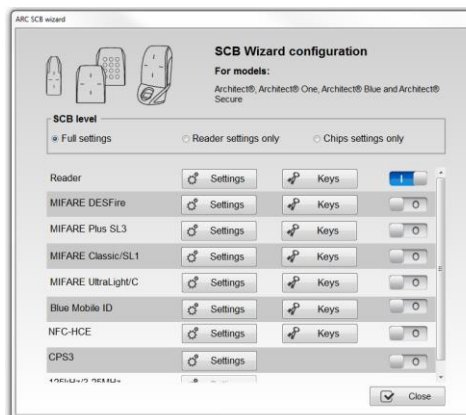 ARC SCB wizard
SCB Wizard configuration
For models:
Architect®, Architect® One, Architect® Blue and Architect®
Secure
SCB level
Full settings Reader settings only Chips settings only
Reader Settings Keys I
MIFARE DESFire Settings Keys O
MIFARE Plus SL3 Settings Keys O
MIFARE Classic/SL1 Settings Keys O
MIFARE UltraLight/C Settings Keys O
Blue Mobile ID Settings Keys O
NFC-HCE Settings Keys O
CPS3 Settings O
125kHz/3.25MHz
Close